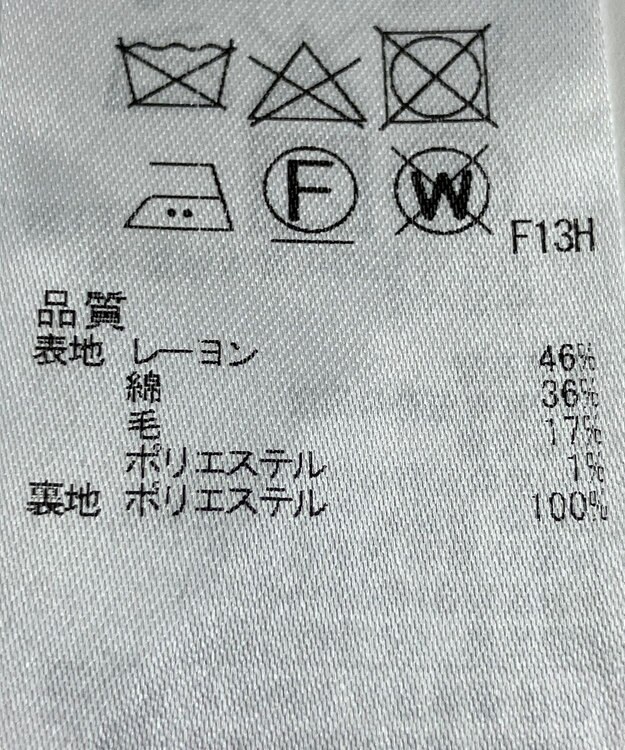 F W F13H
品質
表地 レーヨン 46%
綿 36%
毛 17%
ポリエステル 1%
裏地 ポリエステル 100%